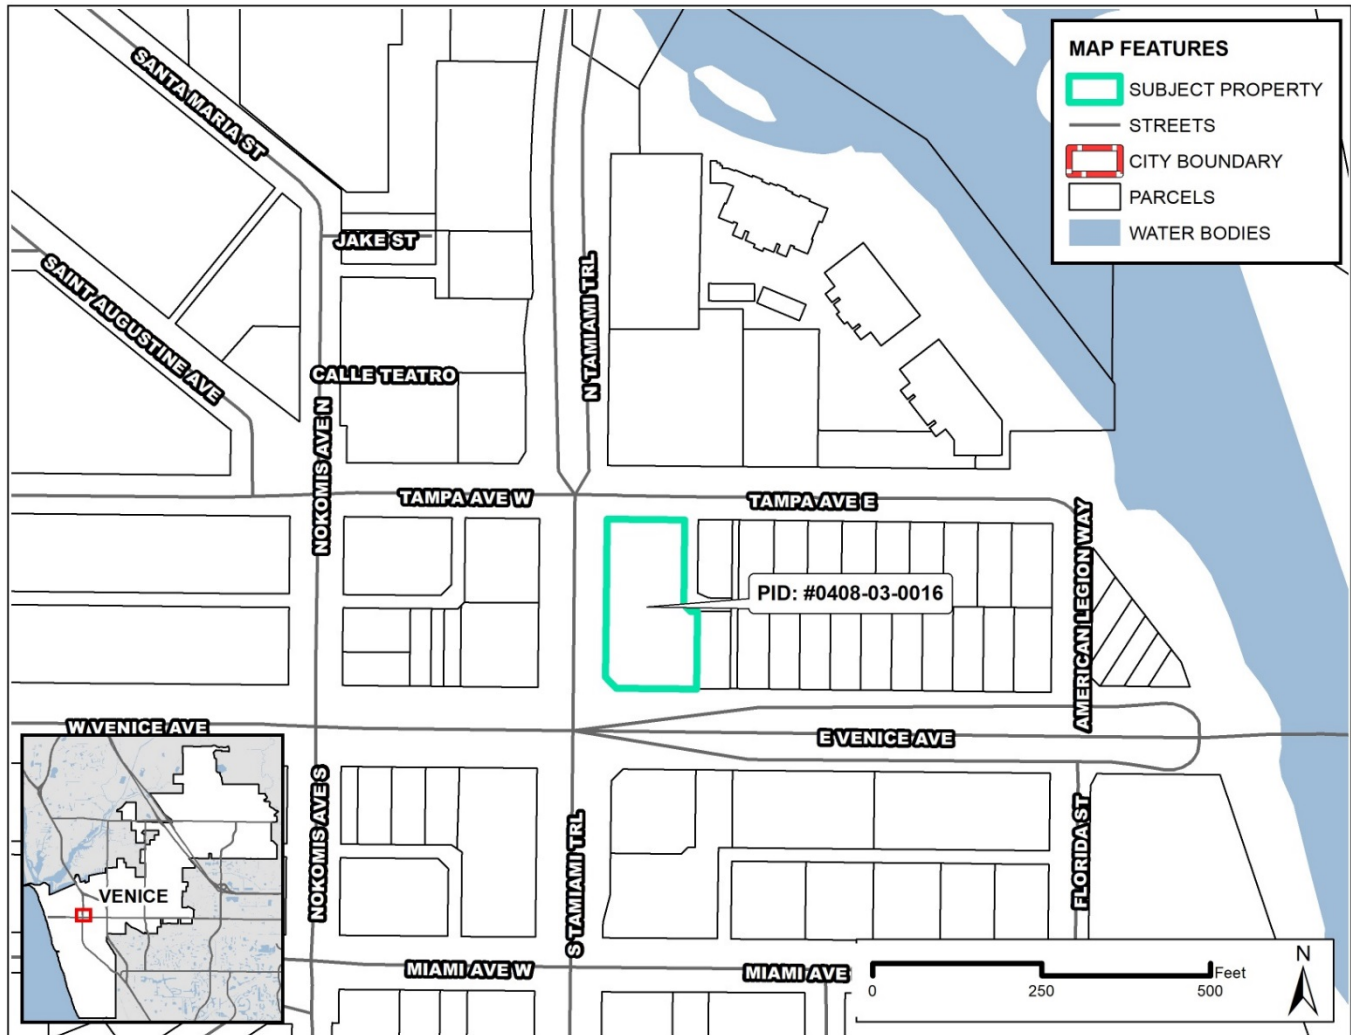 MAP FEATURES
SUBJECT PROPERTY
STREETS
CITY BOUNDARY
PARCELS
WATER BODIES
SANTA MARIA ST
JAKE ST
SAINT AUGUSTINE AVE
N TAMIAMI TRL
CALLE TEATRO
NOKOMIS AVE N
TAMPA AVE W
TAMPA AVE E
AMERICAN LEGION WAY
PID: #0408-03-0016
W VENICE AVE
E VENICE AVE
NOKOMIS AVE S
S TAMIAMI TRL
FLORIDA ST
VENICE
MIAMI AVE W
MIAMI AVE
N
Feet
0 250 500